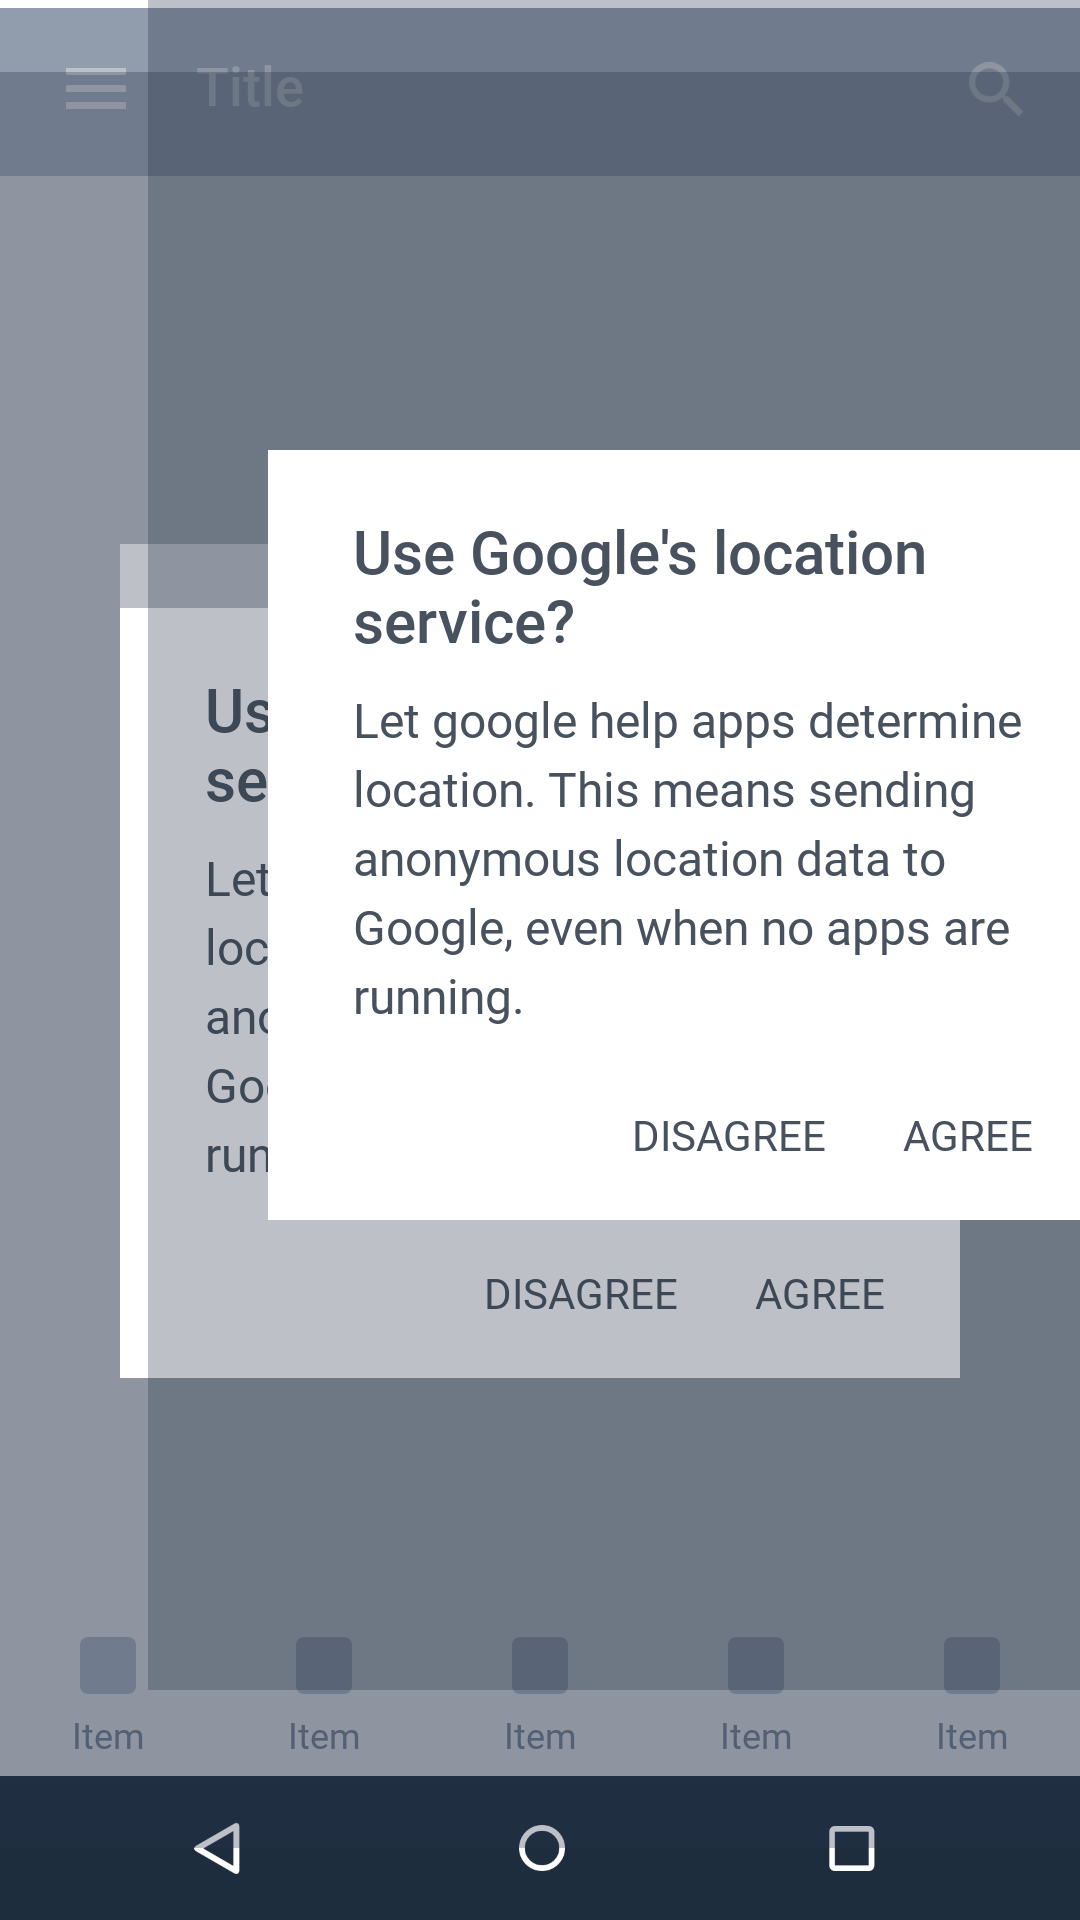 Title
Use Google's location
service?
Let google help apps determine
location. This means sending
anonymous location data to
Google, even when no apps are
running.
DISAGREE AGREE
Us
se
Let
loc
ano
Goo
run
DISAGREE AGREE
Item Item Item Item Item